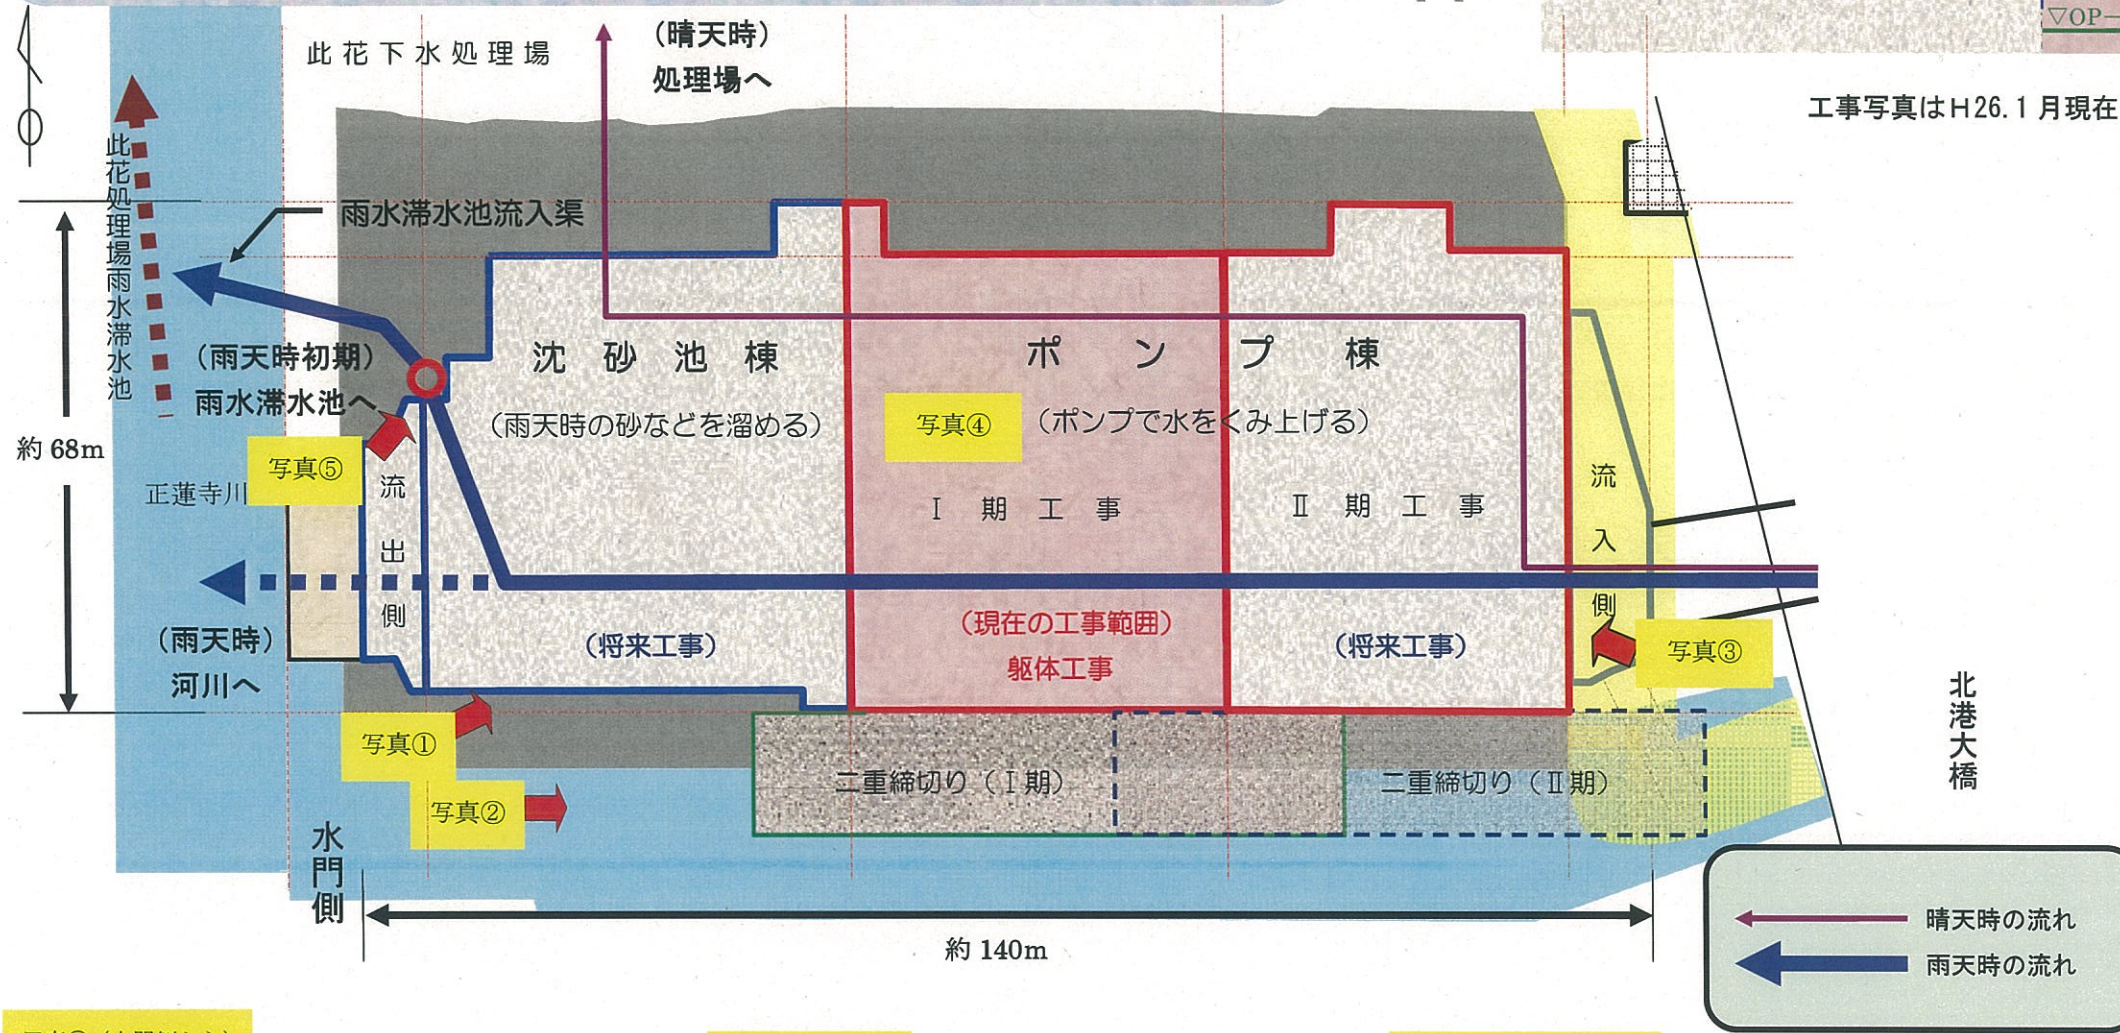 ▽OP－
此花下水処理場
（晴天時）
処理場へ
工事写真はＨ26.１月現在
此花処理場雨水滞水池
雨水滞水池流入渠
（雨天時初期）
雨水滞水池へ
約 68m
正蓮寺川
写真⑤
流出側
沈砂池棟
（雨天時の砂などを溜める）
ポンプ棟
写真④
（ポンプで水をくみ上げる）
Ⅰ期工事
Ⅱ期工事
流入側
（雨天時）
河川へ
（将来工事）
（現在の工事範囲）
躯体工事
（将来工事）
写真③
北港大橋
写真①
写真②
二重締切り（Ⅰ期）
二重締切り（Ⅱ期）
水門側
約 140m
晴天時の流れ
雨天時の流れ